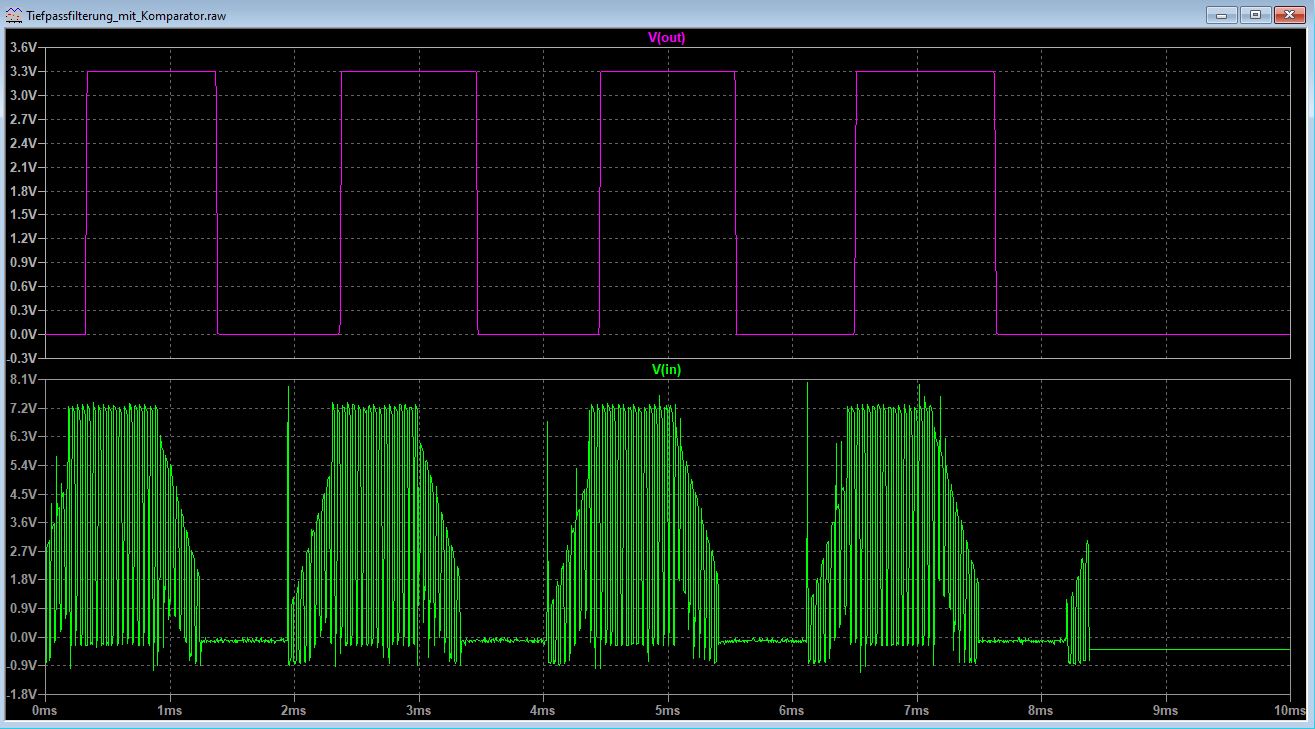 Tiefpassfilterung_mit_Komparator.raw
V(out)
3.6V
3.3V
3.0V
2.7V
2.4V
2.1V
1.8V
1.5V
1.2V
0.9V
0.6V
0.3V
0.0V
-0.3V
V(in)
8.1V
7.2V
6.3V
5.4V
4.5V
3.6V
2.7V
1.8V
0.9V
0.0V
-0.9V
-1.8V
0ms 1ms 2ms 3ms 4ms 5ms 6ms 7ms 8ms 9ms 10ms